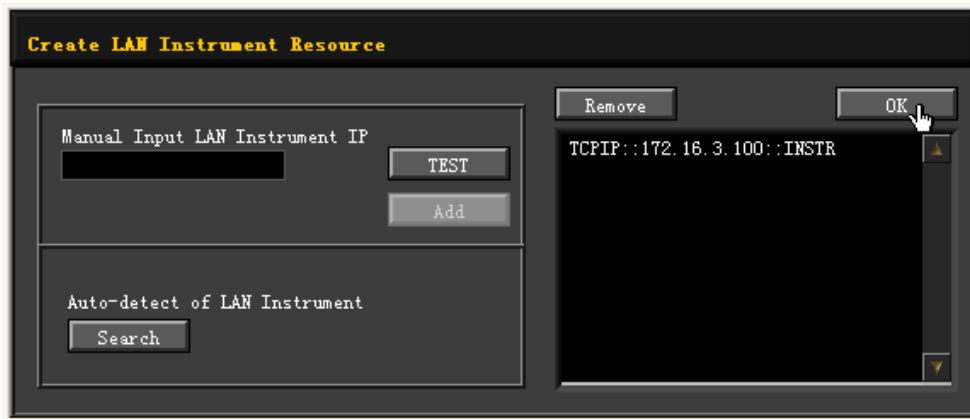 Create LAN Instrument Resource
Remove
OK
Manual Input LAN Instrument IP
TCPIP::172.16.3.100::INSTR
TEST
Add
Auto-detect of LAN Instrument
Search